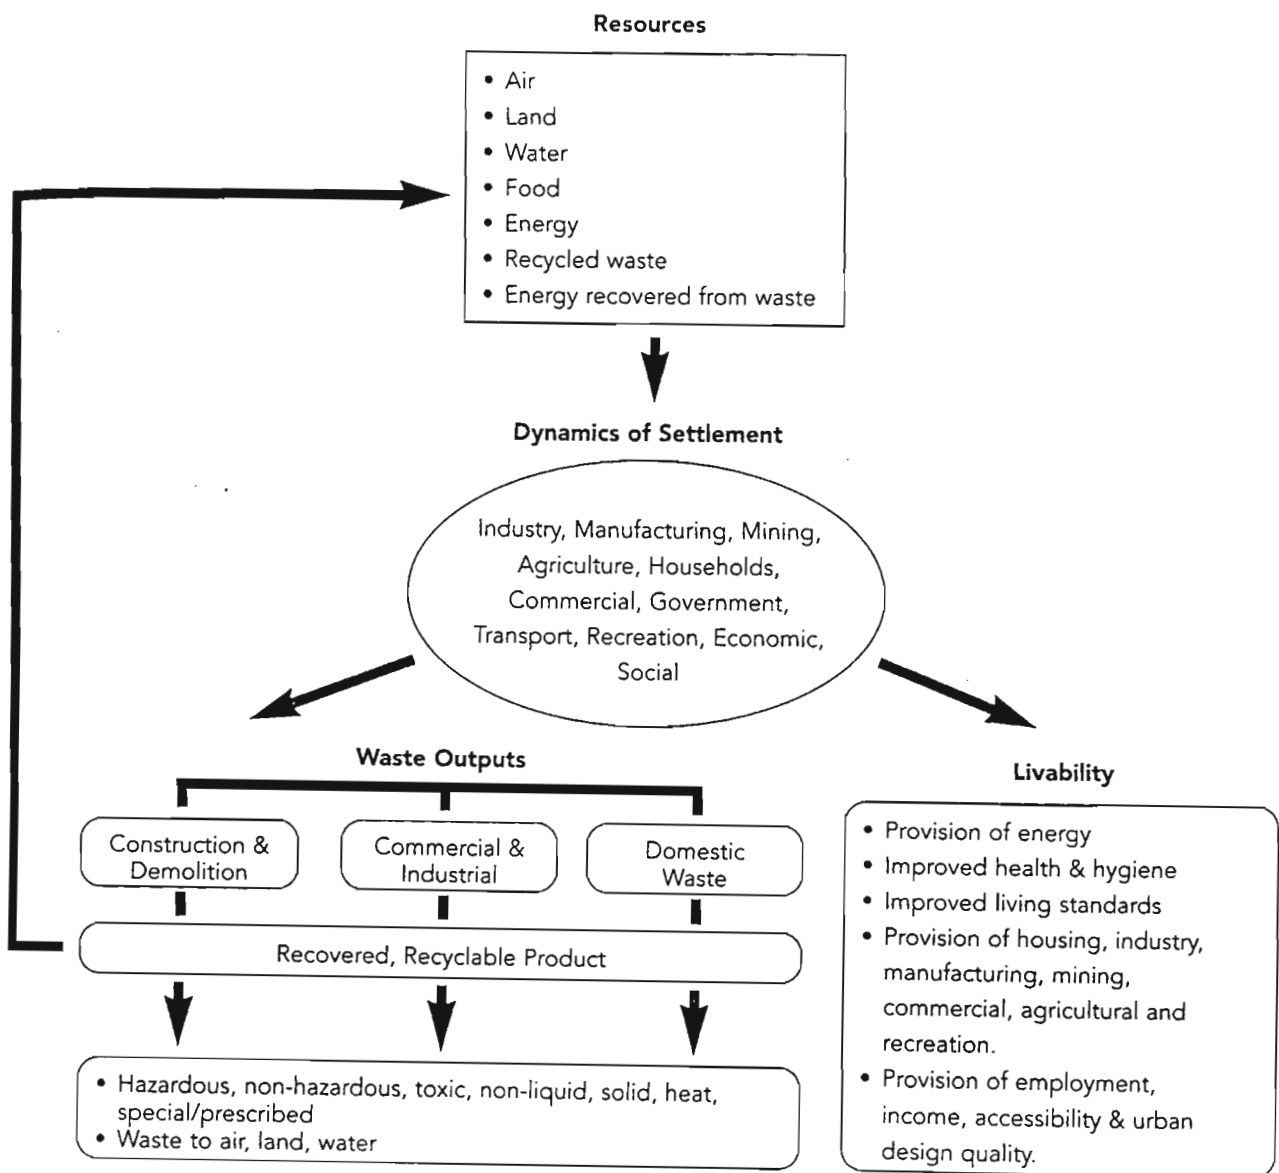 Resources
• Air
• Land
• Water
• Food
• Energy
• Recycled waste
• Energy recovered from waste
Dynamics of Settlement
Industry, Manufacturing, Mining,
Agriculture, Households,
Commercial, Government,
Transport, Recreation, Economic,
Social
Waste Outputs
Construction &
Demolition
Commercial &
Industrial
Domestic
Waste
Recovered, Recyclable Product
• Hazardous, non-hazardous, toxic, non-liquid, solid, heat,
special/prescribed
• Waste to air, land, water
Livability
• Provision of energy
• Improved health & hygiene
• Improved living standards
• Provision of housing, industry,
manufacturing, mining,
commercial, agricultural and
recreation.
• Provision of employment,
income, accessibility & urban
design quality.